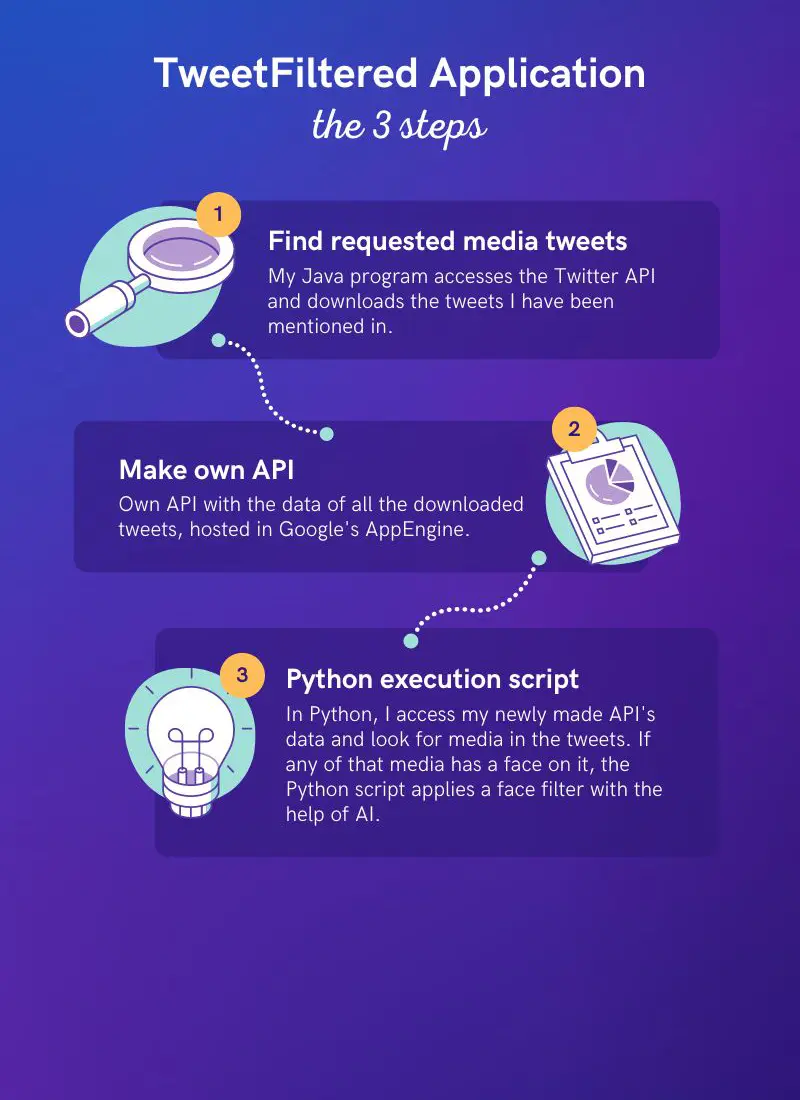 TweetFiltered Application
the 3 steps
1
Find requested media tweets
My Java program accesses the Twitter API
and downloads the tweets I have been
mentioned in.
2
Make own API
Own API with the data of all the downloaded
tweets, hosted in Google's AppEngine.
3
Python execution script
In Python, I access my newly made API's
data and look for media in the tweets. If
any of that media has a face on it, the
Python script applies a face filter with the
help of AI.